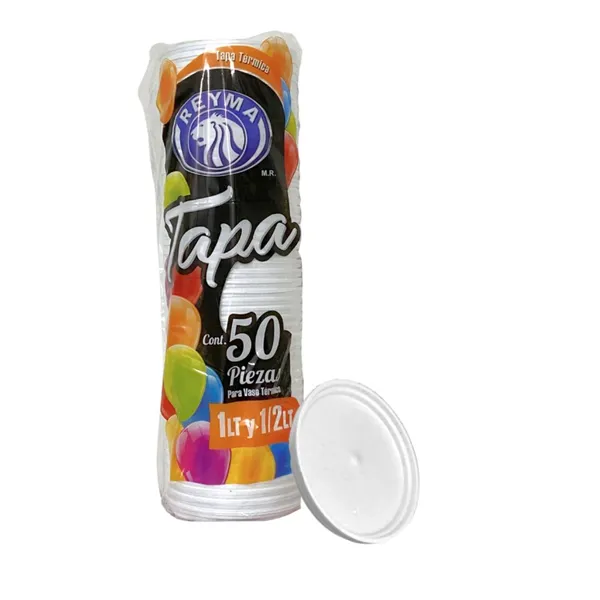 Tapa Térmica
REYMA
M.R.
Tapa
Cont. 50
Pieza
Para Vaso Térmico
1LT y 1/2LT